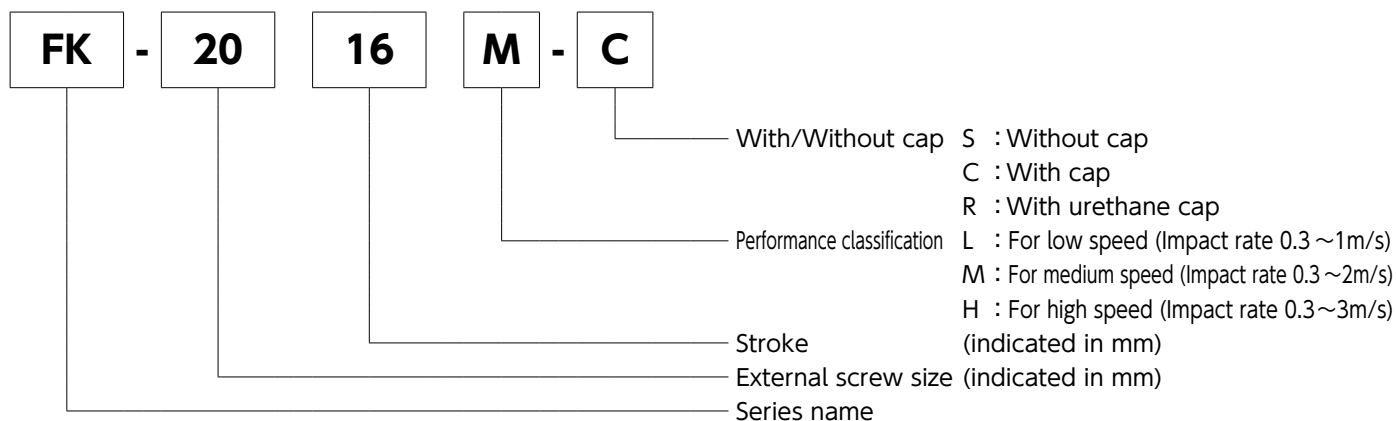 FK - 20 16 M - C
With/Without cap S : Without cap
C : With cap
R : With urethane cap
Performance classification L : For low speed (Impact rate 0.3～1m/s)
M : For medium speed (Impact rate 0.3～2m/s)
H : For high speed (Impact rate 0.3～3m/s)
Stroke (indicated in mm)
External screw size (indicated in mm)
Series name